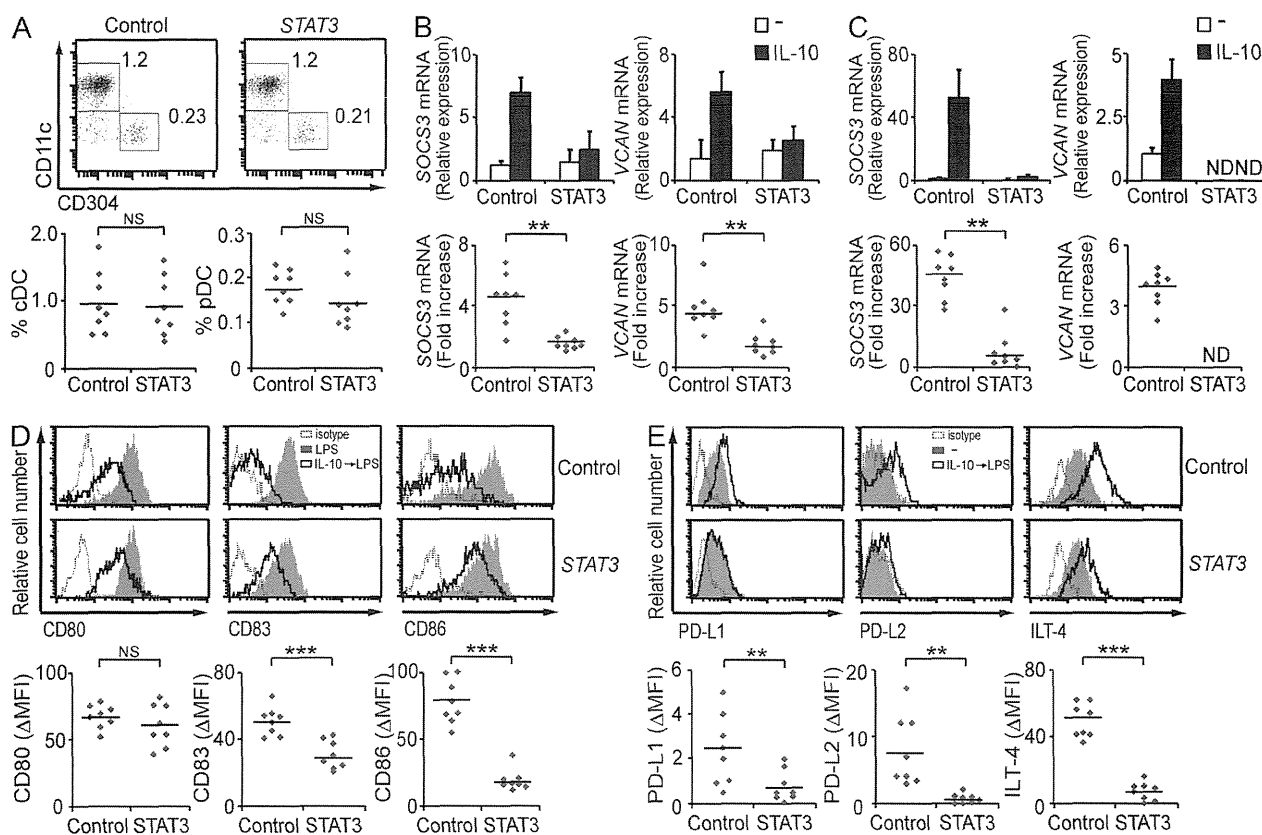 A
Control
STAT3
1.2
0.23
1.2
0.21
CD11c
CD304
NS
2.0
1.0
0
% cDC
Control STAT3
NS
0.3
0.2
0.1
0
% pDC
Control STAT3
B
-
IL-10
10
5
0
SOCS3 mRNA
(Relative expression)
Control STAT3
8
4
0
VCAN mRNA
(Relative expression)
Control STAT3
**
8
4
0
SOCS3 mRNA
(Fold increase)
Control STAT3
**
10
5
0
VCAN mRNA
(Fold increase)
Control STAT3
C
-
IL-10
80
40
0
SOCS3 mRNA
(Relative expression)
Control STAT3
5
2.5
0
VCAN mRNA
(Relative expression)
NDND
Control STAT3
**
60
30
0
SOCS3 mRNA
(Fold increase)
Control STAT3
6
3
0
VCAN mRNA
(Fold increase)
ND
Control STAT3
D
Relative cell number
isotype
LPS
IL-10→LPS
Control
STAT3
CD80
CD83
CD86
NS
100
50
0
CD80 (ΔMFI)
Control STAT3
***
80
40
0
CD83 (ΔMFI)
Control STAT3
***
100
50
0
CD86 (ΔMFI)
Control STAT3
E
Relative cell number
isotype
-
IL-10→LPS
Control
STAT3
PD-L1
PD-L2
ILT-4
**
6
4
2
0
PD-L1 (ΔMFI)
Control STAT3
**
20
10
0
PD-L2 (ΔMFI)
Control STAT3
***
80
40
0
ILT-4 (ΔMFI)
Control STAT3